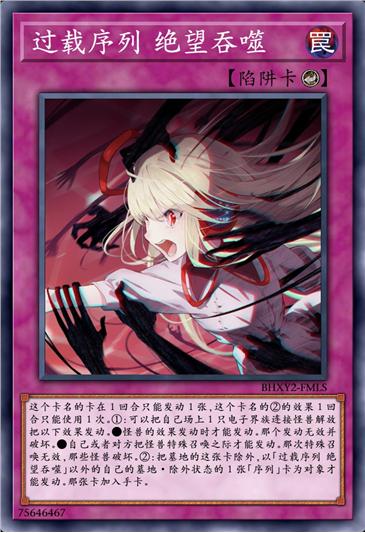 过载序列 绝望吞噬
罠
【陷阱卡】
BHXY2-FMLS
这个卡名的卡在1回合只能发动1张，这个卡名的②的效果1回
合只能使用1次。①：可以把自己场上1只电子界族连接怪兽解放
把以下效果发动。●怪兽的效果发动时才能发动。那个发动无效并
破坏。●自己或者对方把怪兽特殊召唤之际才能发动。那次特殊召
唤无效，那些怪兽破坏。②：把墓地的这张卡除外，以「过载序列 绝
望吞噬」以外的自己的墓地·除外状态的1张「序列」卡为对象才
能发动。那张卡加入手卡。
75646467